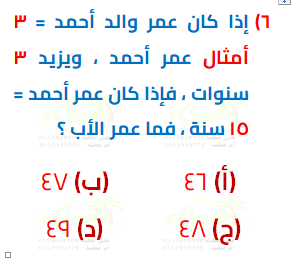 ٦) إذا كان عمر والد أحمد = ٣
أمثال عمر أحمد ، ويزيد ٣
سنوات ، فإذا كان عمر أحمد =
١٥ سنة ، فما عمر الأب ؟
(أ) ٤٦ (ب) ٤٧
(ج) ٤٨ (د) ٤٩